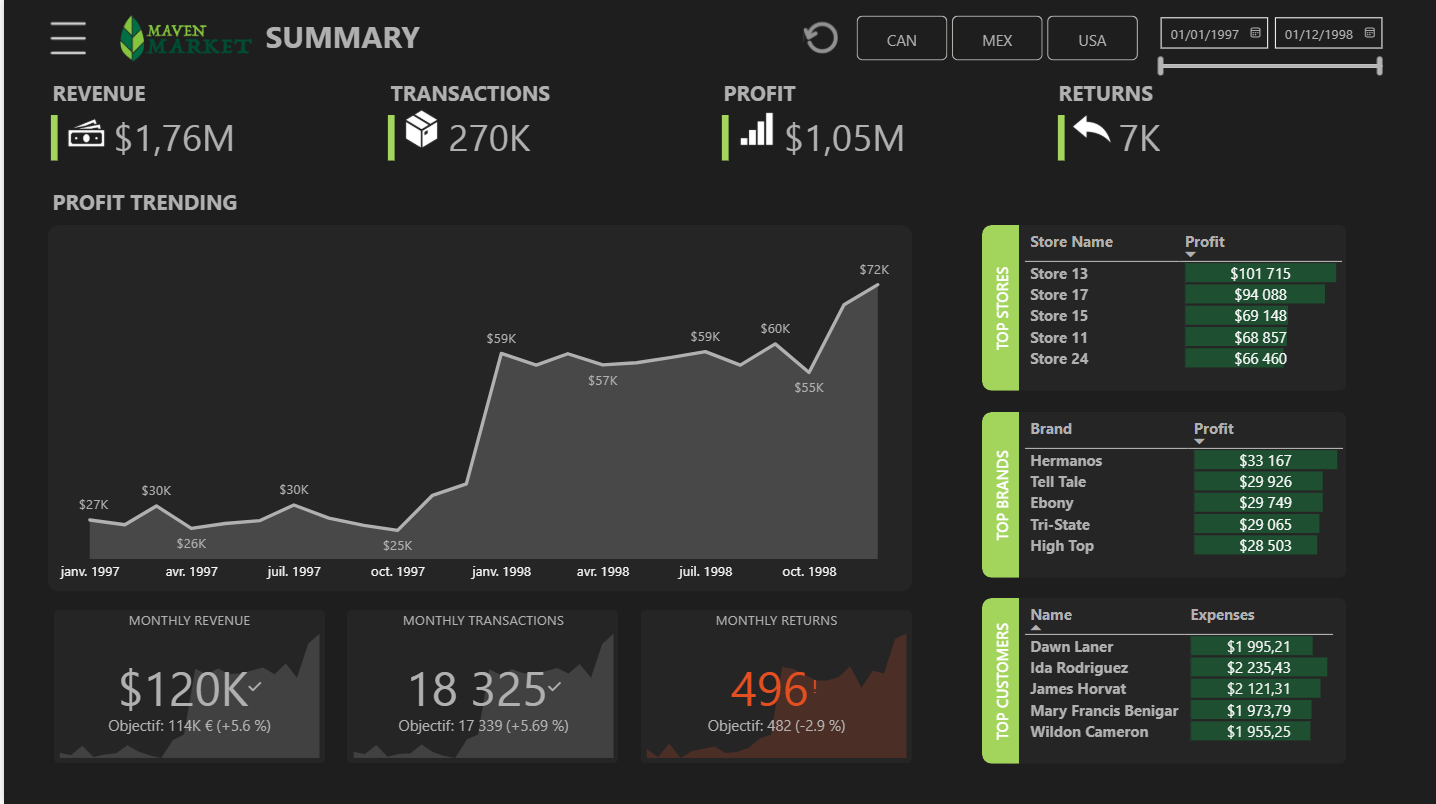 MAVEN
MARKET
SUMMARY
CAN
MEX
USA
01/01/1997
01/12/1998
REVENUE
$1,76M
TRANSACTIONS
270K
PROFIT
$1,05M
RETURNS
7K
PROFIT TRENDING
$27K
$30K
$26K
$30K
$25K
$59K
$57K
$59K
$60K
$55K
$72K
janv. 1997
avr. 1997
juil. 1997
oct. 1997
janv. 1998
avr. 1998
juil. 1998
oct. 1998
TOP STORES
Store Name Profit
Store 13 $101 715
Store 17 $94 088
Store 15 $69 148
Store 11 $68 857
Store 24 $66 460
TOP BRANDS
Brand Profit
Hermanos $33 167
Tell Tale $29 926
Ebony $29 749
Tri-State $29 065
High Top $28 503
TOP CUSTOMERS
Name Expenses
Dawn Laner $1 995,21
Ida Rodriguez $2 235,43
James Horvat $2 121,31
Mary Francis Benigar $1 973,79
Wildon Cameron $1 955,25
MONTHLY REVENUE
$120K
Objectif: 114K € (+5.6 %)
MONTHLY TRANSACTIONS
18 325
Objectif: 17 339 (+5.69 %)
MONTHLY RETURNS
496!
Objectif: 482 (-2.9 %)